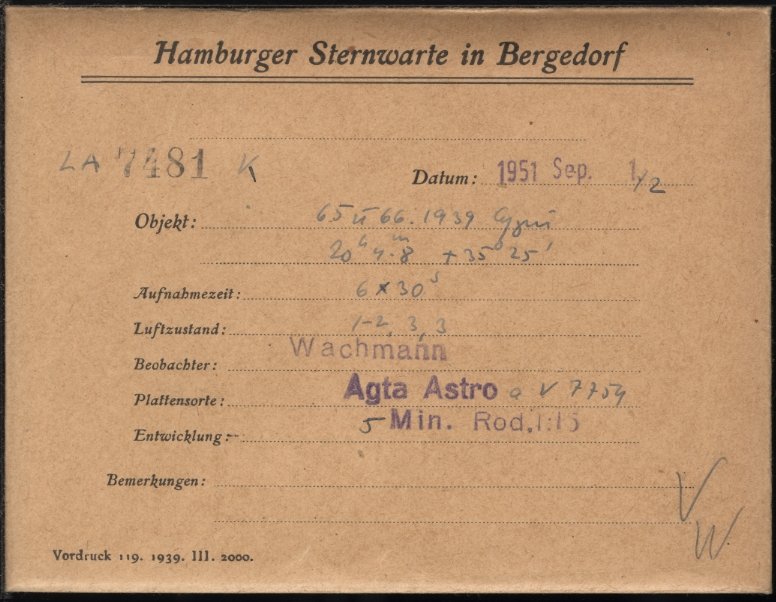 Hamburger Sternwarte in Bergedorf
LA 7481 K
Datum: 1951 Sep. 1/2
Objekt: 65 u 66.1939 Cygni
20ʰ 4ᵐ.8 +35° 25'
Aufnahmezeit: 6 x 30ˢ
Luftzustand: 1-2, 3, 3
Beobachter: Wachmann
Plattensorte: Agfa Astro V 7754
Entwicklung: 5 Min. Rod. 1:15
Bemerkungen:
V
W
Vordruck 119. 1939. III. 2000.